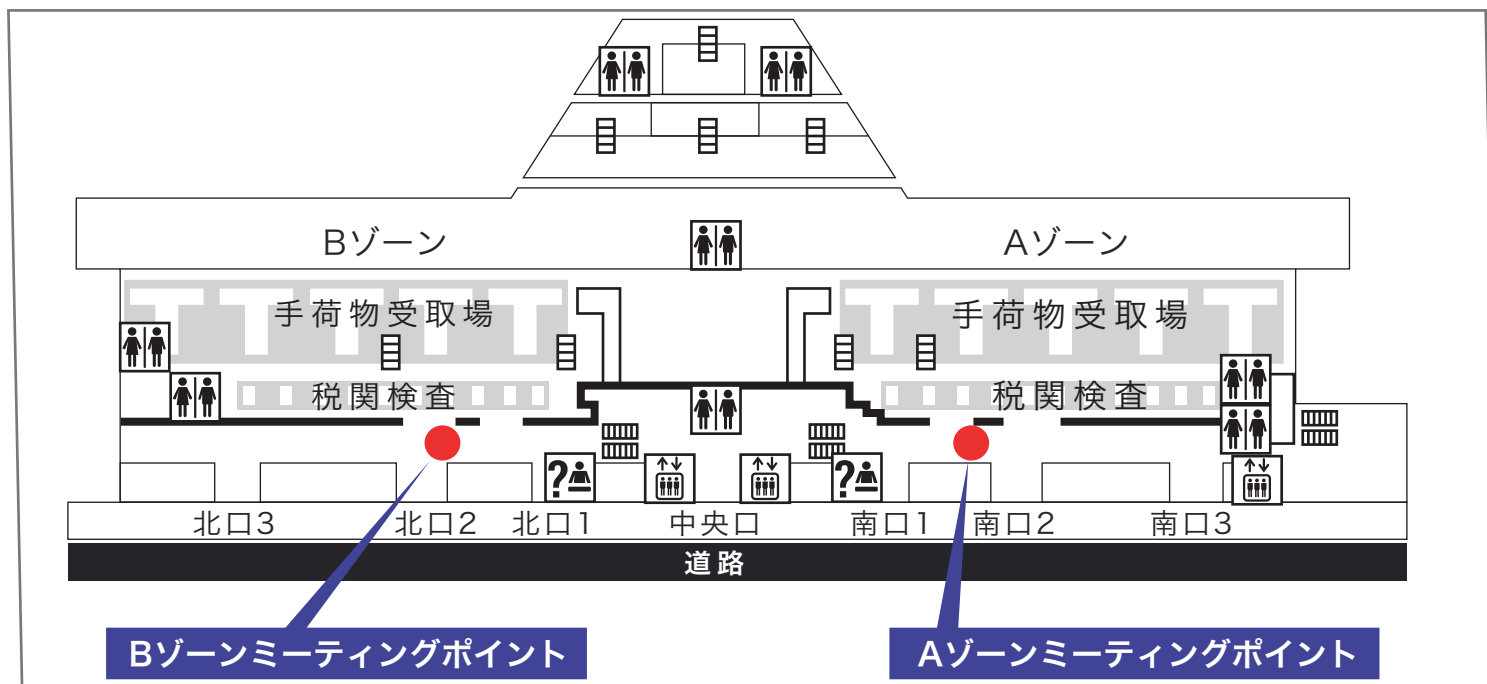 Bゾーン
Aゾーン
手荷物受取場
手荷物受取場
税関検査
税関検査
?
?
北口3
北口2
北口1
中央口
南口1
南口2
南口3
道路
Bゾーンミーティングポイント
Aゾーンミーティングポイント